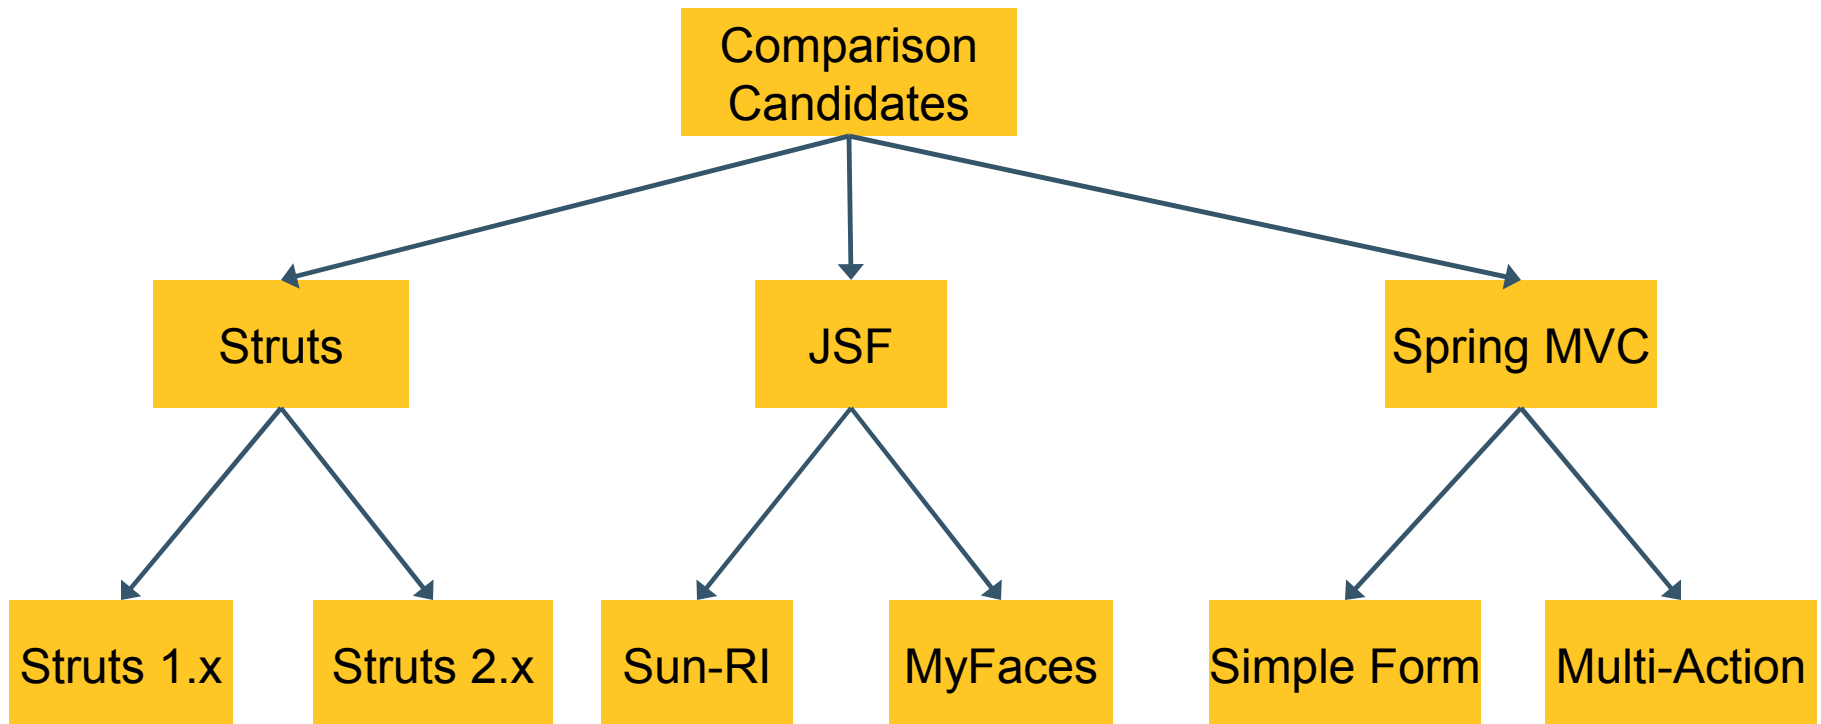 Comparison
Candidates
Struts
JSF
Spring MVC
Struts 1.x
Struts 2.x
Sun-RI
MyFaces
Simple Form
Multi-Action